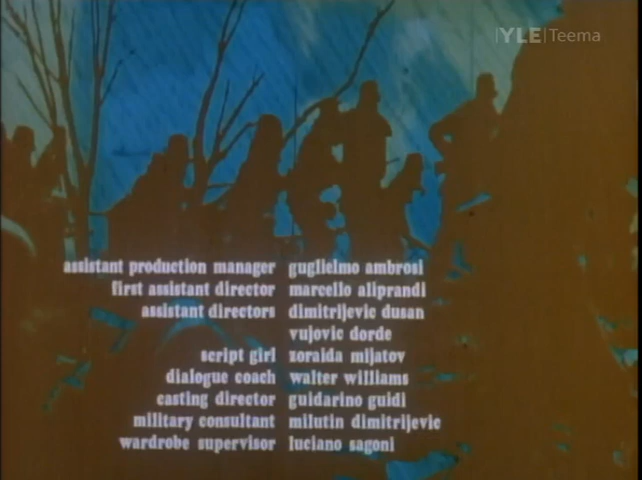 |YLE|Teema
assistant production manager guglielmo ambrosi
first assistant director marcello aliprandi
assistant directors dimitrijevic dusan
vujovic dorde
script girl zoraida mijatov
dialogue coach walter williams
casting director guidarino guidi
military consultant milutin dimitrijevic
wardrobe supervisor luciano sagoni